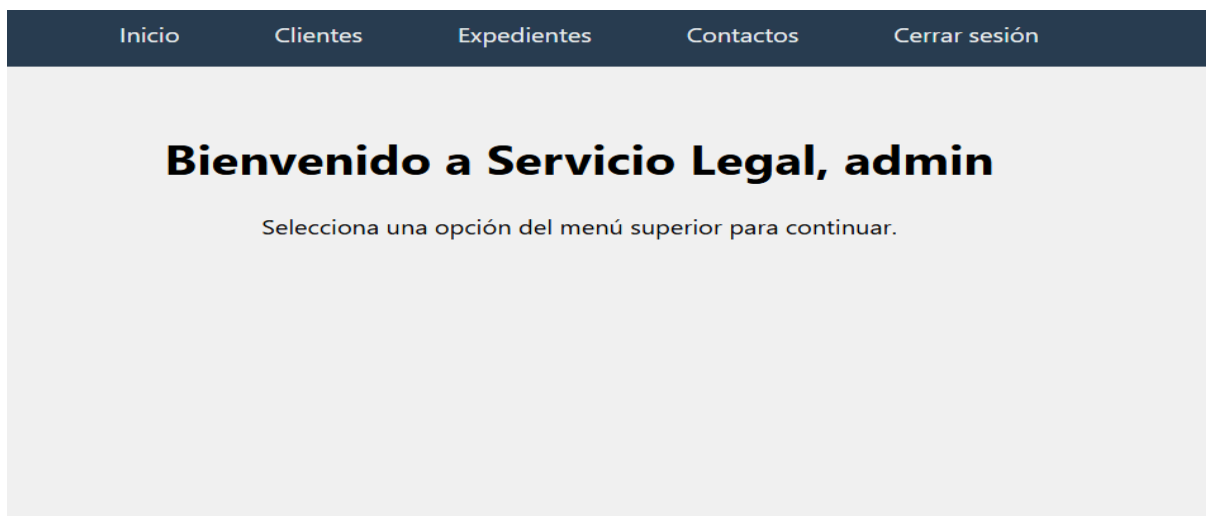 Inicio Clientes Expedientes Contactos Cerrar sesión
Bienvenido a Servicio Legal, admin
Selecciona una opción del menú superior para continuar.